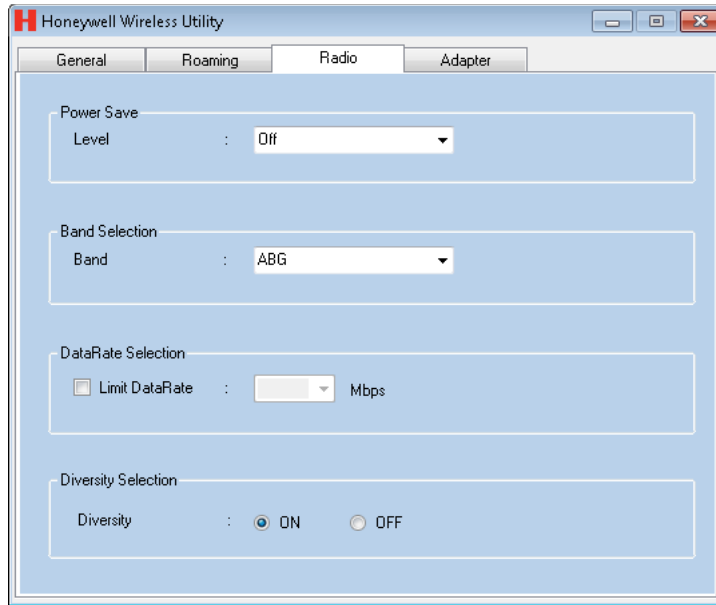 H Honeywell Wireless Utility
General Roaming Radio Adapter
Power Save
Level : Off
Band Selection
Band : ABG
DataRate Selection
Limit DataRate : Mbps
Diversity Selection
Diversity : ON OFF